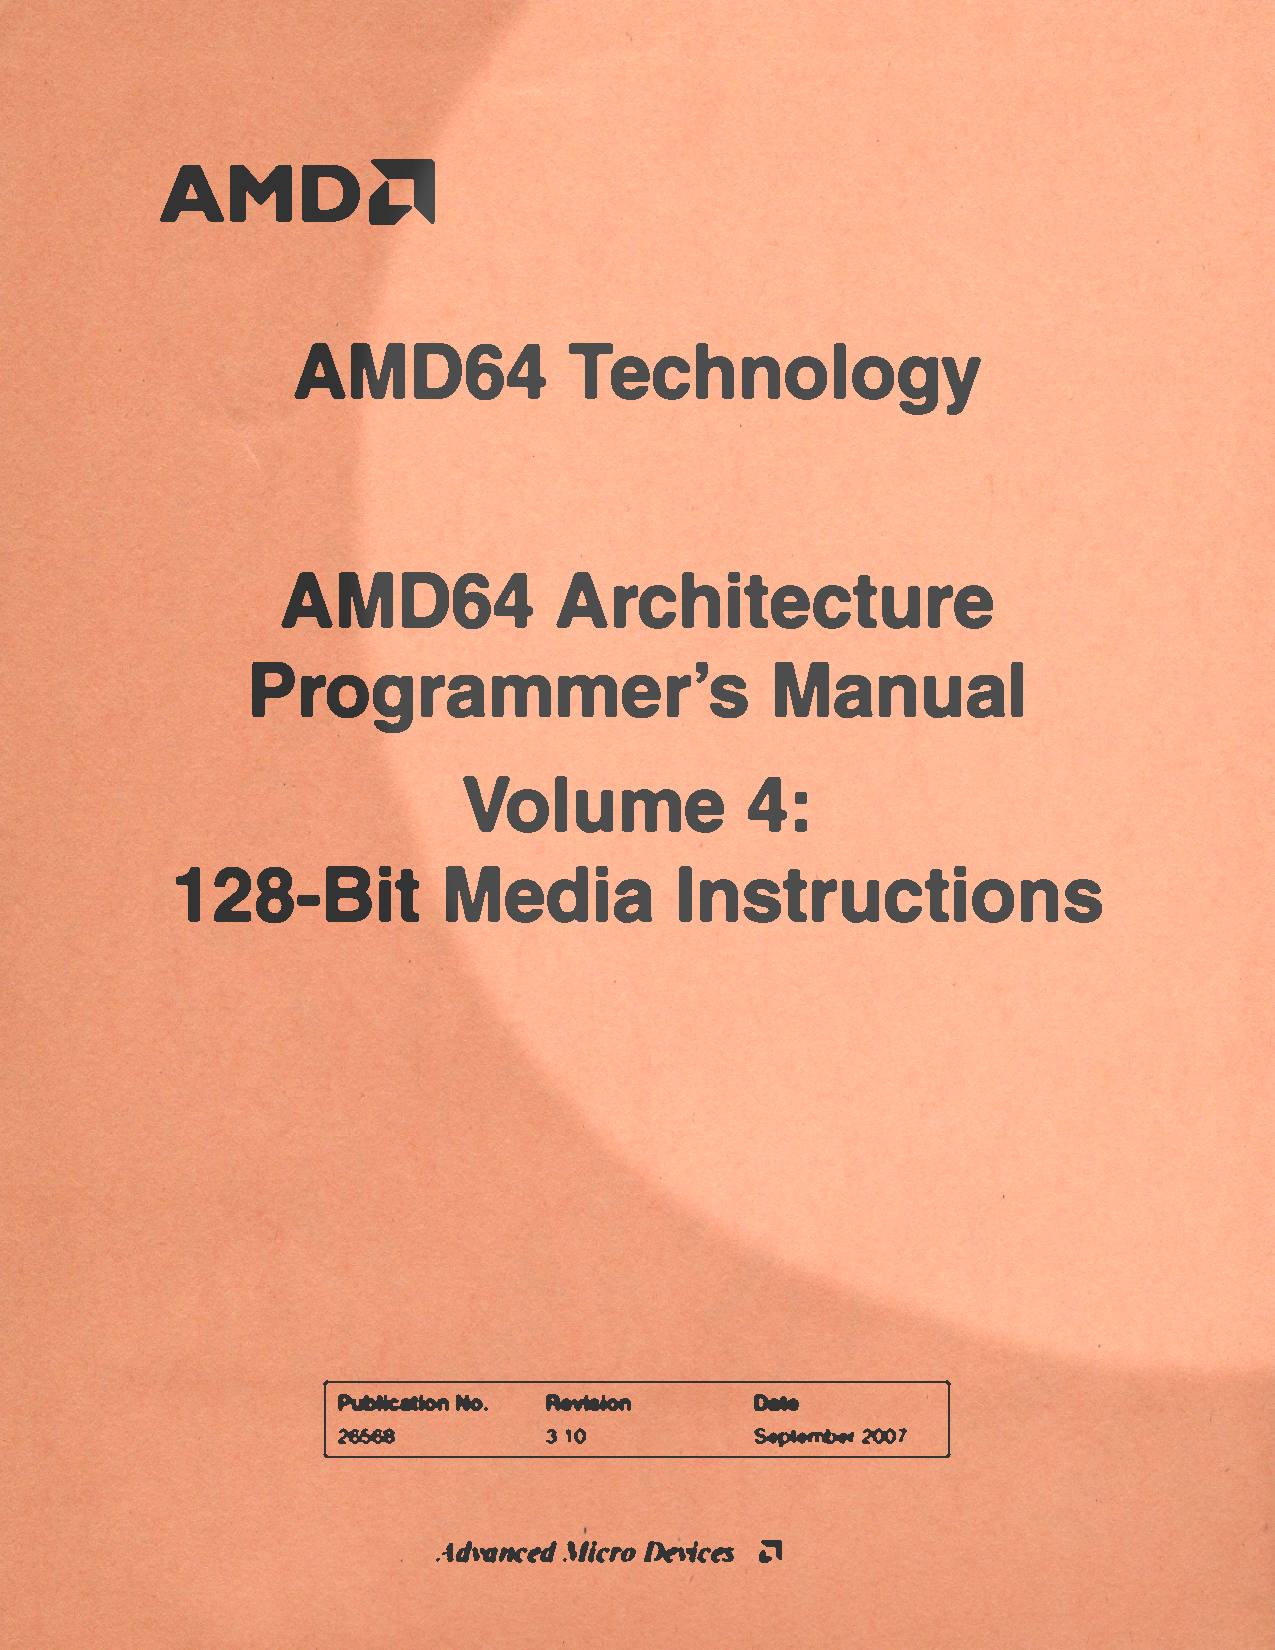 AMD
AMD64 Technology
AMD64 Architecture
Programmer's Manual
Volume 4:
128-Bit Media Instructions
Publication No. Revision Date
26568 3 10 September 2007
Advanced Micro Devices